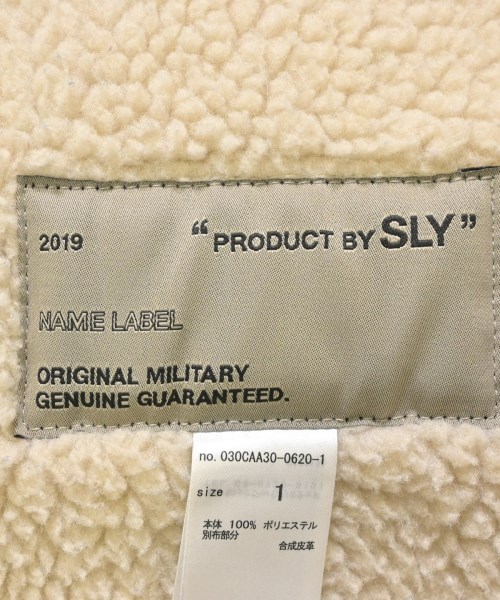 2019 “PRODUCT BY SLY”
NAME LABEL
ORIGINAL MILITARY
GENUINE GUARANTEED.
no. 030CAA30-0620-1
size 1
本体 100% ポリエステル
別布部分
合成皮革